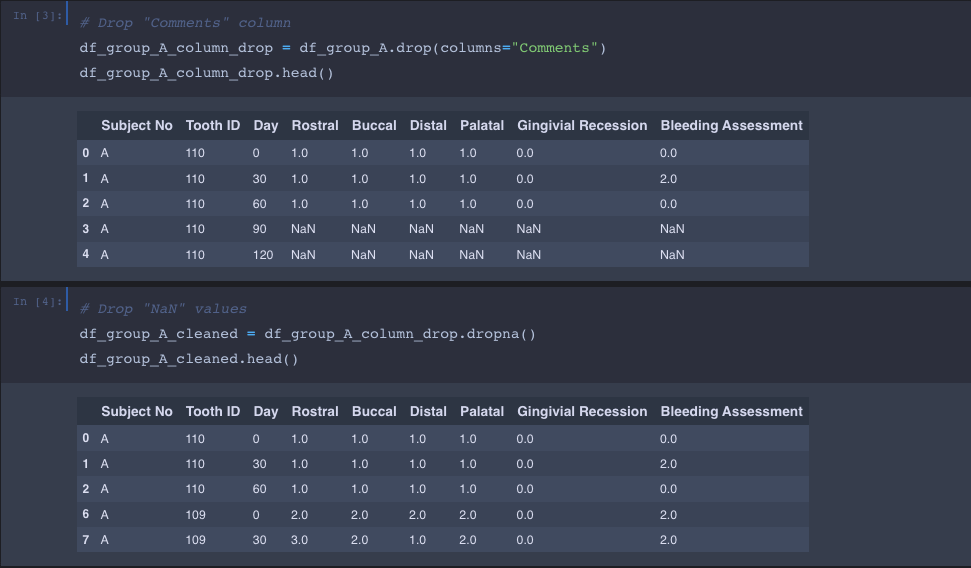 In [3]:
# Drop "Comments" column
df_group_A_column_drop = df_group_A.drop(columns="Comments")
df_group_A_column_drop.head()
Subject No Tooth ID Day Rostral Buccal Distal Palatal Gingivial Recession Bleeding Assessment
0 A 110 0 1.0 1.0 1.0 1.0 0.0 0.0
1 A 110 30 1.0 1.0 1.0 1.0 0.0 2.0
2 A 110 60 1.0 1.0 1.0 1.0 0.0 0.0
3 A 110 90 NaN NaN NaN NaN NaN NaN
4 A 110 120 NaN NaN NaN NaN NaN NaN
In [4]:
# Drop "NaN" values
df_group_A_cleaned = df_group_A_column_drop.dropna()
df_group_A_cleaned.head()
Subject No Tooth ID Day Rostral Buccal Distal Palatal Gingivial Recession Bleeding Assessment
0 A 110 0 1.0 1.0 1.0 1.0 0.0 0.0
1 A 110 30 1.0 1.0 1.0 1.0 0.0 2.0
2 A 110 60 1.0 1.0 1.0 1.0 0.0 0.0
6 A 109 0 2.0 2.0 2.0 2.0 0.0 2.0
7 A 109 30 3.0 2.0 1.0 2.0 0.0 2.0